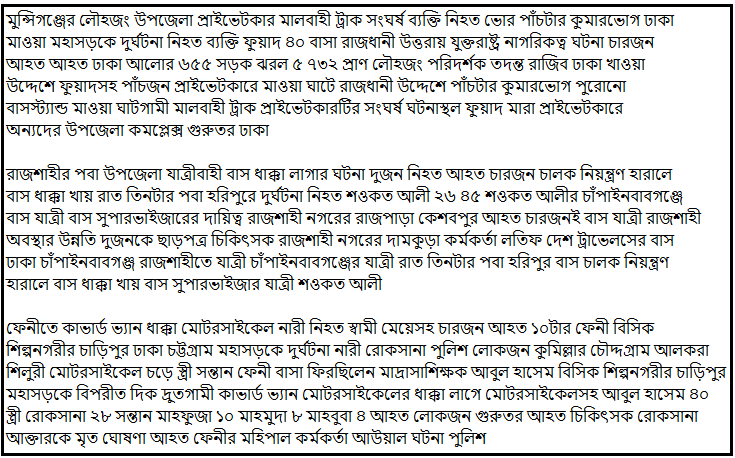 মুন্সিগঞ্জের লৌহজং উপজেলা প্রাইভেটকার মালবাহী ট্রাক সংঘর্ষ ব্যক্তি নিহত ভোর পাঁচটার কুমারভোগ ঢাকা
মাওয়া মহাসড়কে দুর্ঘটনা নিহত ব্যক্তি ফুয়াদ ৪০ বাসা রাজধানী উত্তরায় যুক্তরাষ্ট্র নাগরিকত্ব ঘটনা চারজন
আহত আহত ঢাকা আলোর ৬৫৫ সড়ক ঝরল ৫ ৭৩২ প্রাণ লৌহজং পরিদর্শক তদন্ত রাজিব ঢাকা খাওয়া
উদ্দেশে ফুয়াদসহ পাঁচজন প্রাইভেটকারে মাওয়া ঘাটে রাজধানী উদ্দেশে পাঁচটার কুমারভোগ পুরোনো
বাসস্ট্যান্ড মাওয়া ঘাটগামী মালবাহী ট্রাক প্রাইভেটকারটির সংঘর্ষ ঘটনাস্থল ফুয়াদ মারা প্রাইভেটকারে
অন্যদের উপজেলা কমপ্লেক্স গুরুতর ঢাকা
রাজশাহীর পবা উপজেলা যাত্রীবাহী বাস ধাক্কা লাগার ঘটনা দুজন নিহত আহত চারজন চালক নিয়ন্ত্রণ হারালে
বাস ধাক্কা খায় রাত তিনটার পবা হরিপুরে দুর্ঘটনা নিহত শওকত আলী ২৬ ৪৫ শওকত আলীর চাঁপাইনবাবগঞ্জে
বাস যাত্রী বাস সুপারভাইজারের দায়িত্ব রাজশাহী নগরের রাজপাড়া কেশবপুর আহত চারজনই বাস যাত্রী রাজশাহী
অবস্থার উন্নতি দুজনকে ছাড়পত্র চিকিৎসক রাজশাহী নগরের দামকুড়া কর্মকর্তা লতিফ দেশ ট্রাভেলসের বাস
ঢাকা চাঁপাইনবাবগঞ্জ রাজশাহীতে যাত্রী চাঁপাইনবাবগঞ্জের যাত্রী রাত তিনটার পবা হরিপুর বাস চালক নিয়ন্ত্রণ
হারালে বাস ধাক্কা খায় বাস সুপারভাইজার যাত্রী শওকত আলী
ফেনীতে কাভার্ড ভ্যান ধাক্কা মোটরসাইকেল নারী নিহত স্বামী মেয়েসহ চারজন আহত ১০টার ফেনী বিসিক
শিল্পনগরীর চাড়িপুর ঢাকা চট্টগ্রাম মহাসড়কে দুর্ঘটনা নারী রোকসানা পুলিশ লোকজন কুমিল্লার চৌদ্দগ্রাম আলকরা
শিলুরী মোটরসাইকেল চড়ে স্ত্রী সন্তান ফেনী বাসা ফিরছিলেন মাদ্রাসাশিক্ষক আবুল হাসেম বিসিক শিল্পনগরীর চাড়িপুর
মহাসড়কে বিপরীত দিক দ্রুতগামী কাভার্ড ভ্যান মোটরসাইকেলের ধাক্কা লাগে মোটরসাইকেলসহ আবুল হাসেম ৪০
স্ত্রী রোকসানা ২৮ সন্তান মাহফুজা ১০ মাহমুদা ৮ মাহবুবা ৪ আহত লোকজন গুরুতর আহত চিকিৎসক রোকসানা
আক্তারকে মৃত ঘোষণা আহত ফেনীর মহিপাল কর্মকর্তা আউয়াল ঘটনা পুলিশ